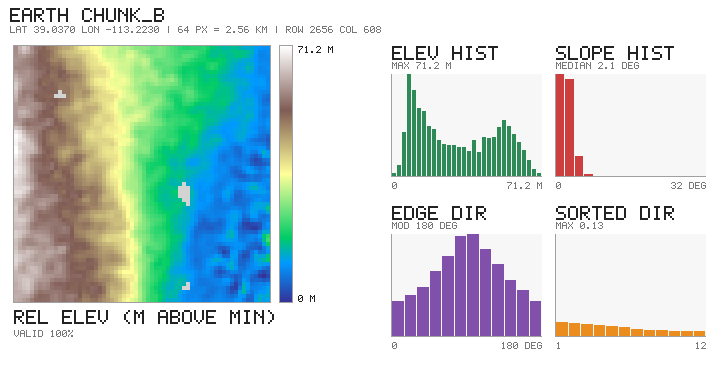 EARTH CHUNK_B
LAT 39.0370 LON -113.2230 | 64 PX = 2.56 KM | ROW 2656 COL 608
71.2 M
0 M
REL ELEV (M ABOVE MIN)
VALID 100%
ELEV HIST
MAX 71.2 M
0 71.2 M
SLOPE HIST
MEDIAN 2.1 DEG
0 32 DEG
EDGE DIR
MOD 180 DEG
0 180 DEG
SORTED DIR
MAX 0.13
1 12